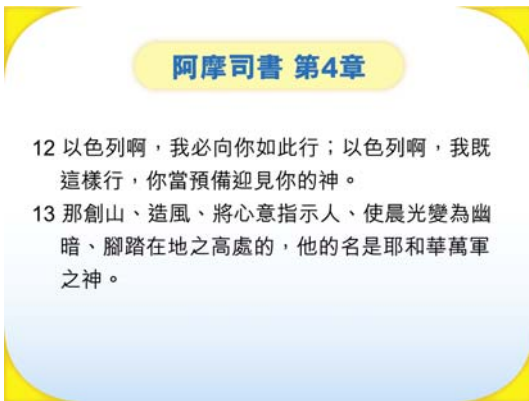 阿摩司書 第4章
12 以色列啊，我必向你如此行；以色列啊，我既
這樣行，你當預備迎見你的神。
13 那創山、造風、將心意指示人、使晨光變為幽
暗、腳踏在地之高處的，他的名是耶和華萬軍
之神。